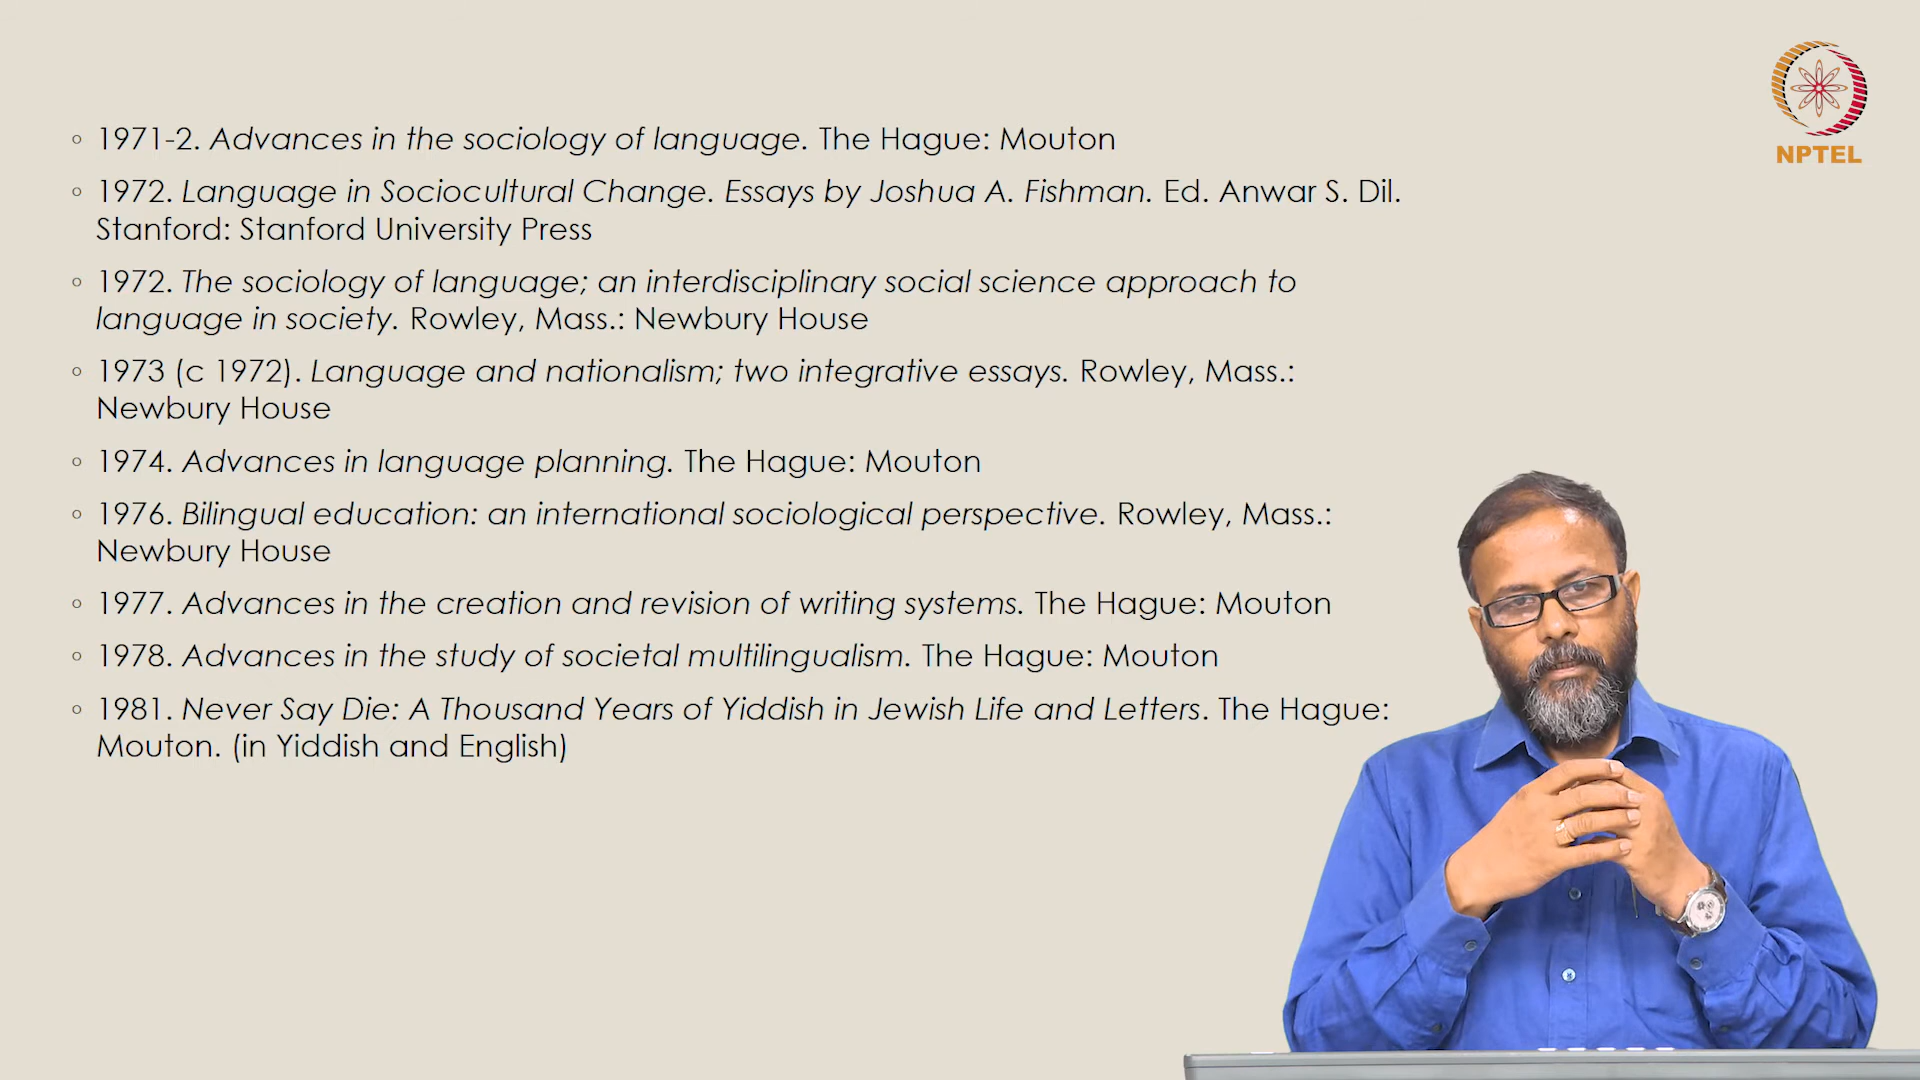 NPTEL
◦ 1971-2. Advances in the sociology of language. The Hague: Mouton
◦ 1972. Language in Sociocultural Change. Essays by Joshua A. Fishman. Ed. Anwar S. Dil.
Stanford: Stanford University Press
◦ 1972. The sociology of language; an interdisciplinary social science approach to
language in society. Rowley, Mass.: Newbury House
◦ 1973 (c 1972). Language and nationalism; two integrative essays. Rowley, Mass.:
Newbury House
◦ 1974. Advances in language planning. The Hague: Mouton
◦ 1976. Bilingual education: an international sociological perspective. Rowley, Mass.:
Newbury House
◦ 1977. Advances in the creation and revision of writing systems. The Hague: Mouton
◦ 1978. Advances in the study of societal multilingualism. The Hague: Mouton
◦ 1981. Never Say Die: A Thousand Years of Yiddish in Jewish Life and Letters. The Hague:
Mouton. (in Yiddish and English)